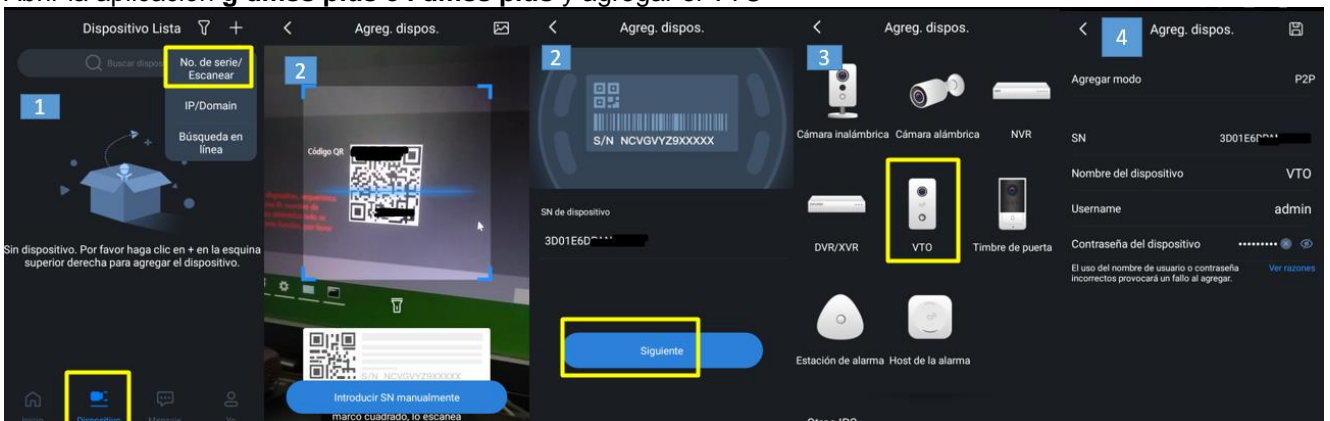 Abrir la aplicación g dmss plus o i dmss plus y agregar el VTO
Dispositivo Lista
No. de serie/
Escanear
IP/Domain
Búsqueda en
línea
1
Sin dispositivo. Por favor haga clic en + en la esquina
superior derecha para agregar el dispositivo.
Dispositivo
Agreg. dispos.
2
Código QR
S/N NCVGVYZ9XXXXX
Introducir SN manualmente
marco cuadrado, lo escanea
Agreg. dispos.
2
S/N NCVGVYZ9XXXXX
SN de dispositivo
3D01E6D
Siguiente
Agreg. dispos.
3
Cámara inalámbrica Cámara alámbrica NVR
DVR/XVR VTO Timbre de puerta
Estación de alarma Host de la alarma
4
Agreg. dispos.
Agregar modo P2P
SN 3D01E6
Nombre del dispositivo VTO
Username admin
Contraseña del dispositivo •••••••••
El uso del nombre de usuario o contraseña
incorrectos provocará un fallo al agregar.
Ver razones